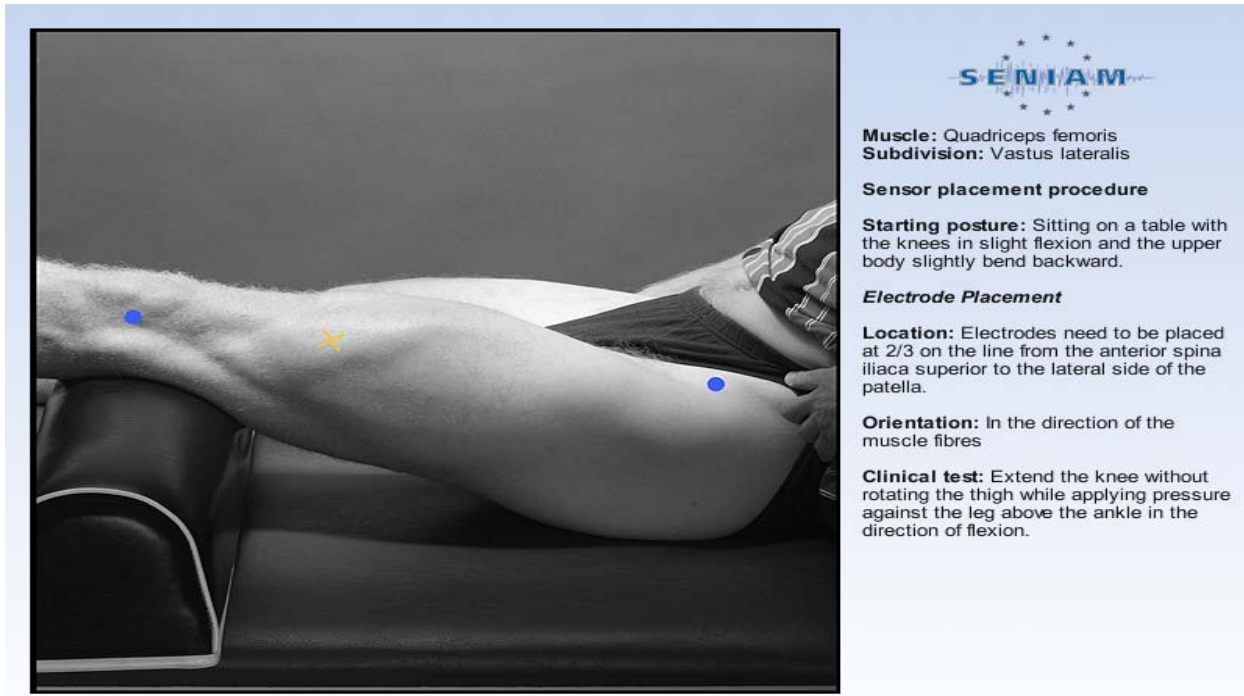 SENIAM
Muscle: Quadriceps femoris
Subdivision: Vastus lateralis
Sensor placement procedure
Starting posture: Sitting on a table with
the knees in slight flexion and the upper
body slightly bend backward.
Electrode Placement
Location: Electrodes need to be placed
at 2/3 on the line from the anterior spina
iliaca superior to the lateral side of the
patella.
Orientation: In the direction of the
muscle fibres
Clinical test: Extend the knee without
rotating the thigh while applying pressure
against the leg above the ankle in the
direction of flexion.